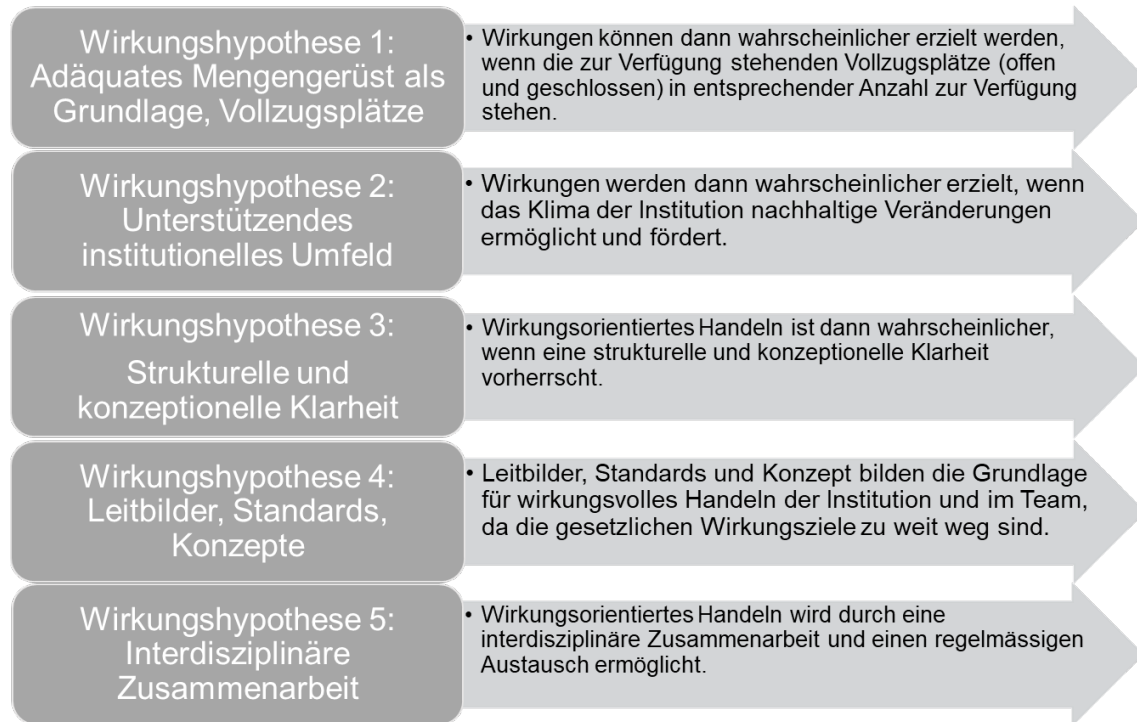 Wirkungshypothese 1:
Adäquates Mengengerüst als
Grundlage, Vollzugsplätze
• Wirkungen können dann wahrscheinlicher erzielt werden,
wenn die zur Verfügung stehenden Vollzugsplätze (offen
und geschlossen) in entsprechender Anzahl zur Verfügung
stehen.
Wirkungshypothese 2:
Unterstützendes
institutionelles Umfeld
• Wirkungen werden dann wahrscheinlicher erzielt, wenn
das Klima der Institution nachhaltige Veränderungen
ermöglicht und fördert.
Wirkungshypothese 3:
Strukturelle und
konzeptionelle Klarheit
• Wirkungsorientiertes Handeln ist dann wahrscheinlicher,
wenn eine strukturelle und konzeptionelle Klarheit
vorherrscht.
Wirkungshypothese 4:
Leitbilder, Standards,
Konzepte
• Leitbilder, Standards und Konzept bilden die Grundlage
für wirkungsvolles Handeln der Institution und im Team,
da die gesetzlichen Wirkungsziele zu weit weg sind.
Wirkungshypothese 5:
Interdisziplinäre
Zusammenarbeit
• Wirkungsorientiertes Handeln wird durch eine
interdisziplinäre Zusammenarbeit und einen regelmässigen
Austausch ermöglicht.